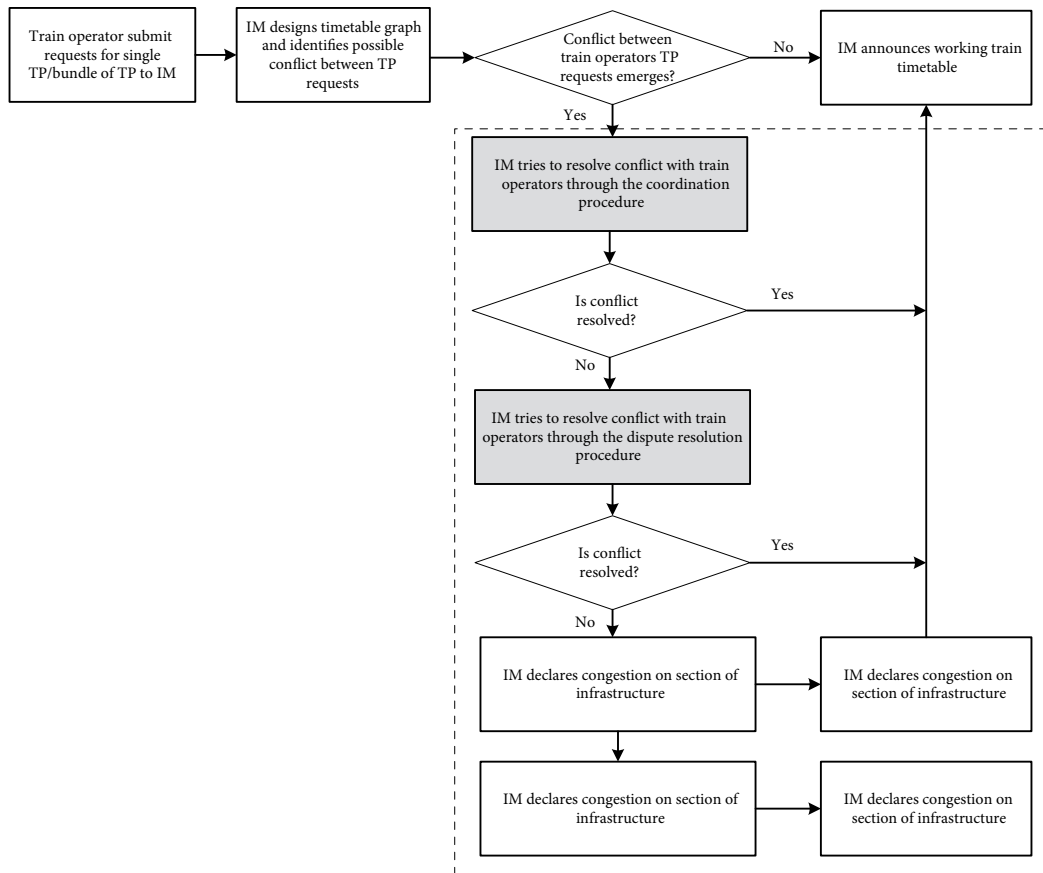 Train operator submit
requests for single
TP/bundle of TP to IM
IM designs timetable graph
and identifies possible
conflict between TP
requests
Conflict between
train operators TP
requests emerges?
No
IM announces working train
timetable
Yes
IM tries to resolve conflict with train
operators through the coordination
procedure
Is conflict
resolved?
Yes
No
IM tries to resolve conflict with train
operators through the dispute resolution
procedure
Is conflict
resolved?
Yes
No
IM declares congestion on section of
infrastructure
IM declares congestion on
section of infrastructure
IM declares congestion on section of
infrastructure
IM declares congestion on
section of infrastructure